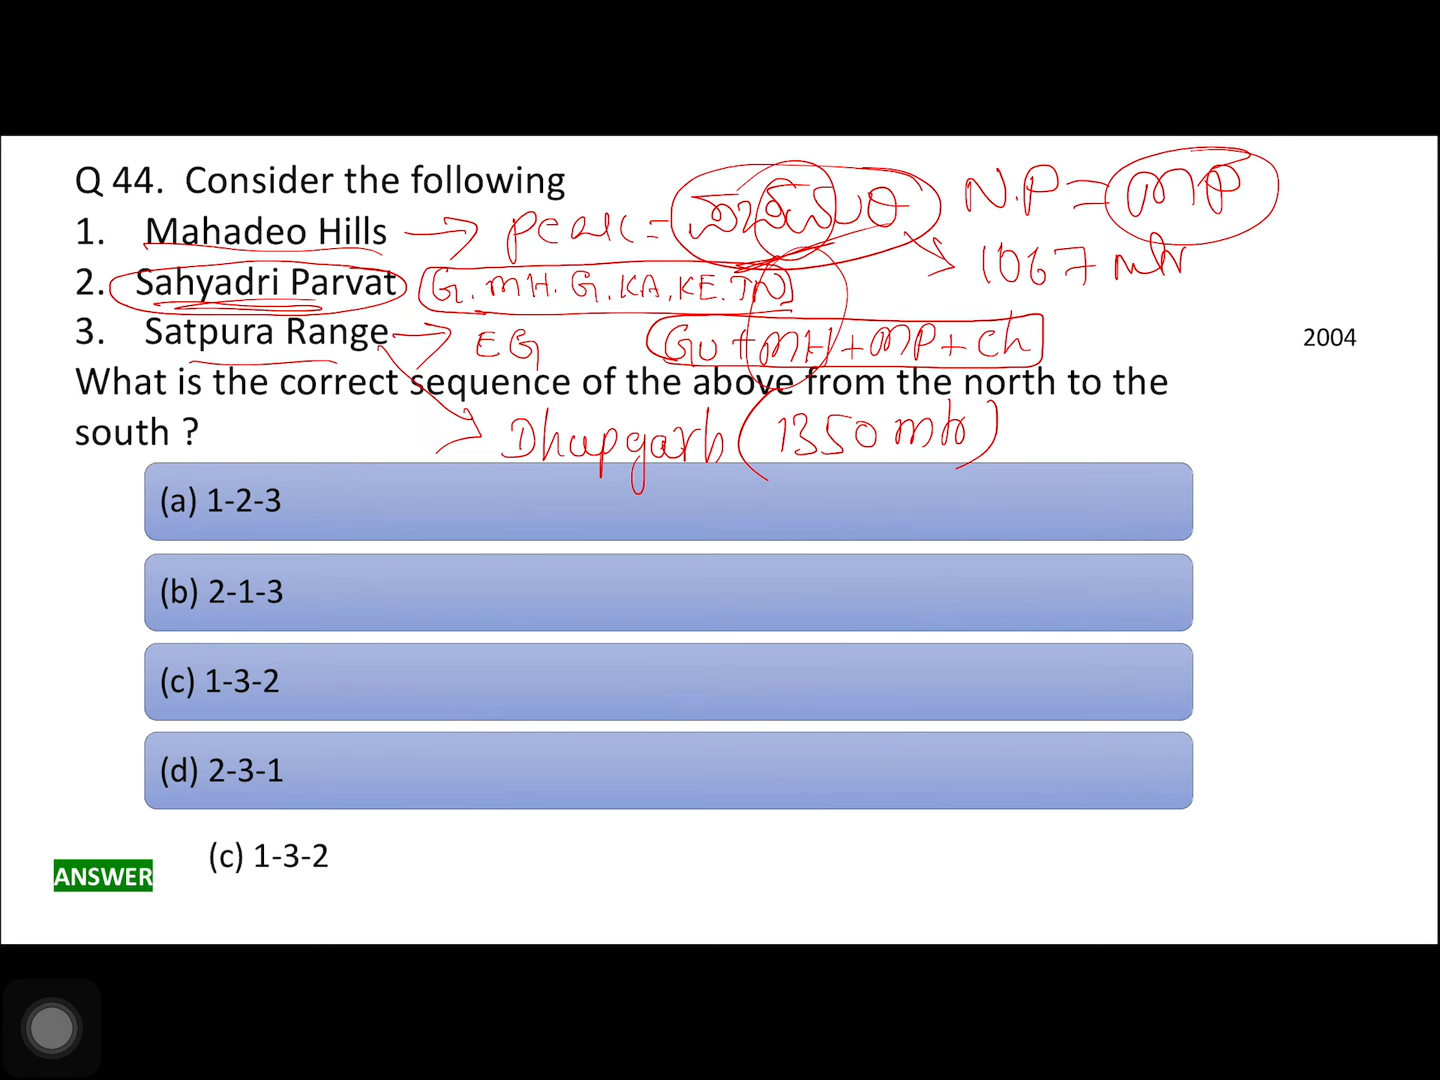 Q 44. Consider the following
1. Mahadeo Hills → peak = N.P = MP
1067 mtr
2. Sahyadri Parvat G. MH. G. KA. KE. TN
3. Satpura Range → EG Gu + MH + MP + Ch
2004
What is the correct sequence of the above from the north to the
south ?
→ Dhupgarh (1350 mtr)
(a) 1-2-3
(b) 2-1-3
(c) 1-3-2
(d) 2-3-1
(c) 1-3-2
ANSWER